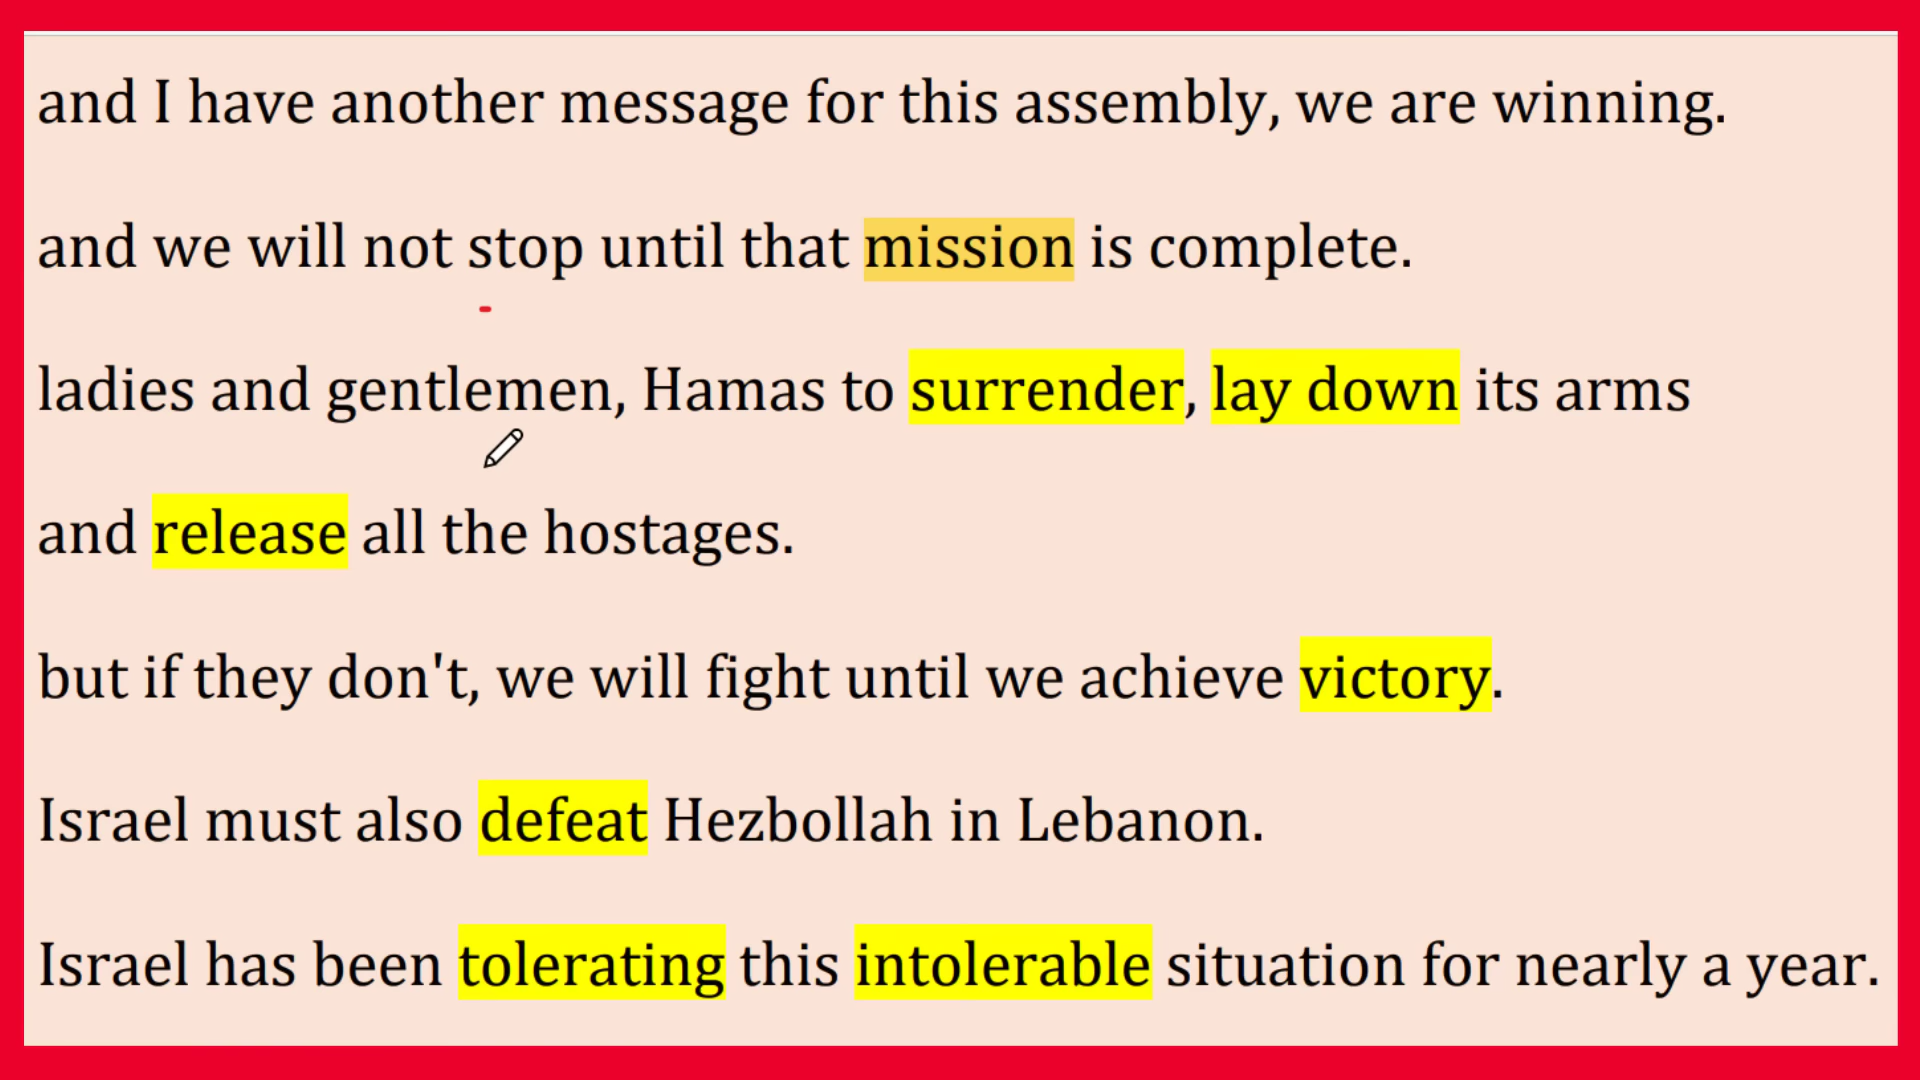 and I have another message for this assembly, we are winning.
and we will not stop until that mission is complete.
ladies and gentlemen, Hamas to surrender, lay down its arms
and release all the hostages.
but if they don't, we will fight until we achieve victory.
Israel must also defeat Hezbollah in Lebanon.
Israel has been tolerating this intolerable situation for nearly a year.